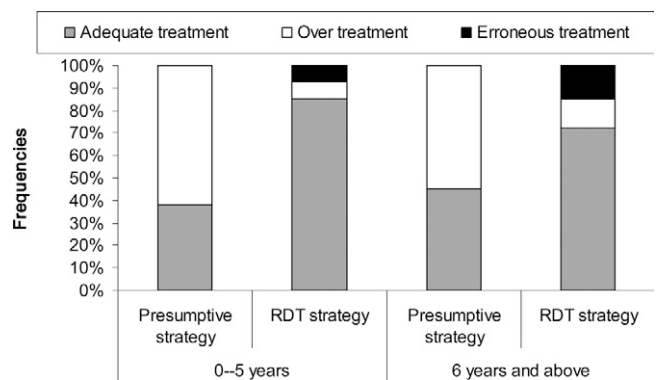 Adequate treatment Over treatment Erroneous treatment
100%
90%
80%
70%
60%
50%
40%
30%
20%
10%
0%
Frequencies
Presumptive strategy RDT strategy Presumptive strategy RDT strategy
0--5 years 6 years and above